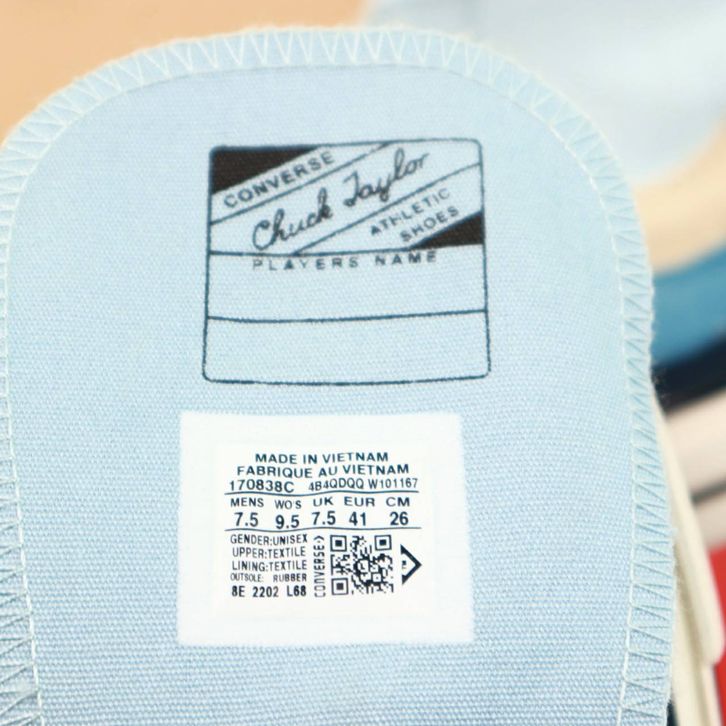 CONVERSE
Chuck Taylor
ATHLETIC
SHOES
PLAYERS NAME
MADE IN VIETNAM
FABRIQUE AU VIETNAM
170838C 4B4QDQQ W101167
MENS WO'S UK EUR CM
7.5 9.5 7.5 41 26
GENDER:UNISEX
UPPER:TEXTILE
LINING:TEXTILE
OUTSOLE: RUBBER
8E 2202 L68
CONVERSE